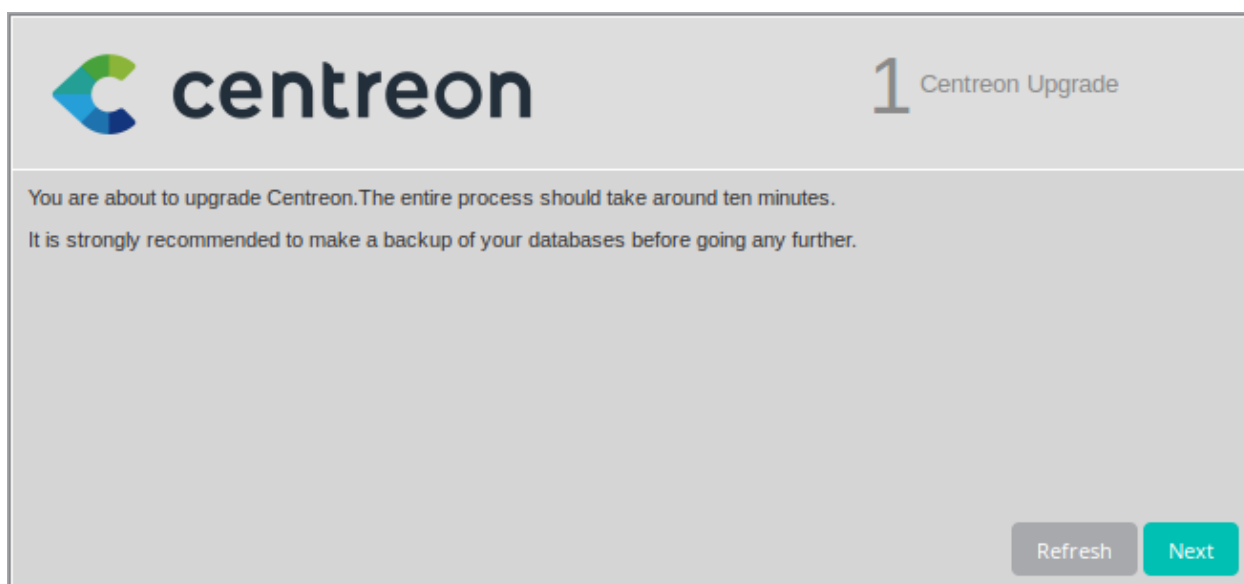 centreon
1 Centreon Upgrade
You are about to upgrade Centreon.The entire process should take around ten minutes.
It is strongly recommended to make a backup of your databases before going any further.
Refresh Next